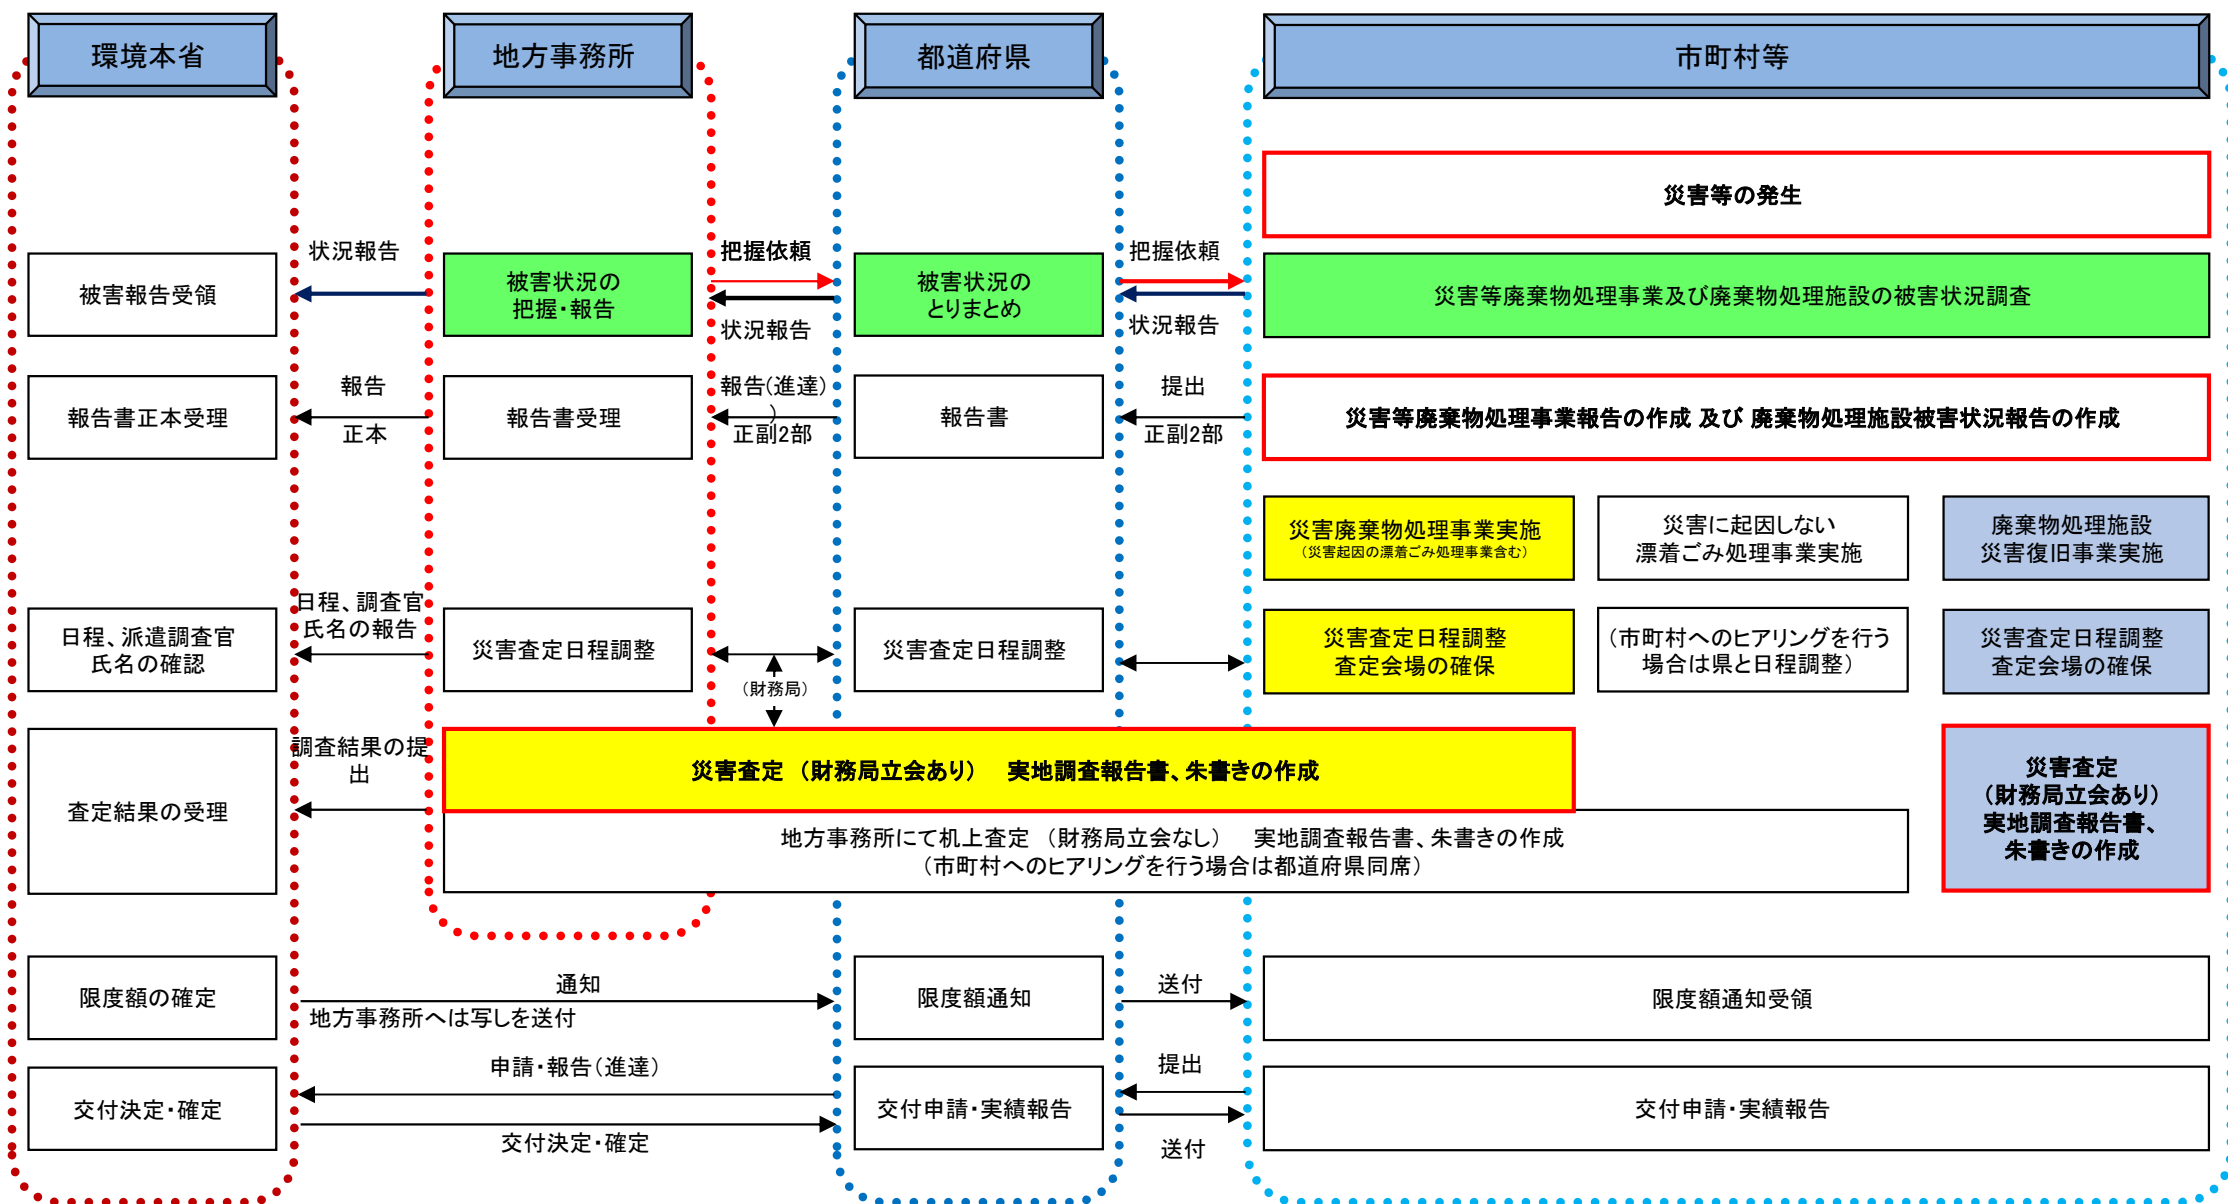 環境本省
地方事務所
都道府県
市町村等
災害等の発生
状況報告
把握依頼
把握依頼
被害報告受領
被害状況の
把握・報告
被害状況の
とりまとめ
災害等廃棄物処理事業及び廃棄物処理施設の被害状況調査
状況報告
状況報告
報告
報告(進達)
)
提出
報告書正本受理
報告書受理
報告書
災害等廃棄物処理事業報告の作成 及び 廃棄物処理施設被害状況報告の作成
正本
正副2部
正副2部
災害廃棄物処理事業実施
（災害起因の漂着ごみ処理事業含む）
災害に起因しない
漂着ごみ処理事業実施
廃棄物処理施設
災害復旧事業実施
日程、調査官
氏名の報告
日程、派遣調査官
氏名の確認
災害査定日程調整
災害査定日程調整
災害査定日程調整
査定会場の確保
（市町村へのヒアリングを行う
場合は県と日程調整）
災害査定日程調整
査定会場の確保
（財務局）
調査結果の提
出
査定結果の受理
災害査定 （財務局立会あり）　実地調査報告書、朱書きの作成
地方事務所にて机上査定 （財務局立会なし）　実地調査報告書、朱書きの作成
（市町村へのヒアリングを行う場合は都道府県同席）
災害査定
（財務局立会あり）
実地調査報告書、
朱書きの作成
限度額の確定
通知
地方事務所へは写しを送付
限度額通知
送付
限度額通知受領
申請・報告（進達）
提出
交付決定・確定
交付申請・実績報告
交付申請・実績報告
交付決定・確定
送付